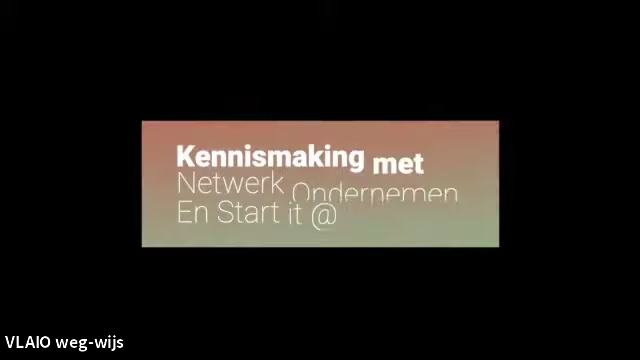 Kennismaking met
Netwerk Ondernemen
En Start it @
VLAIO weg-wijs